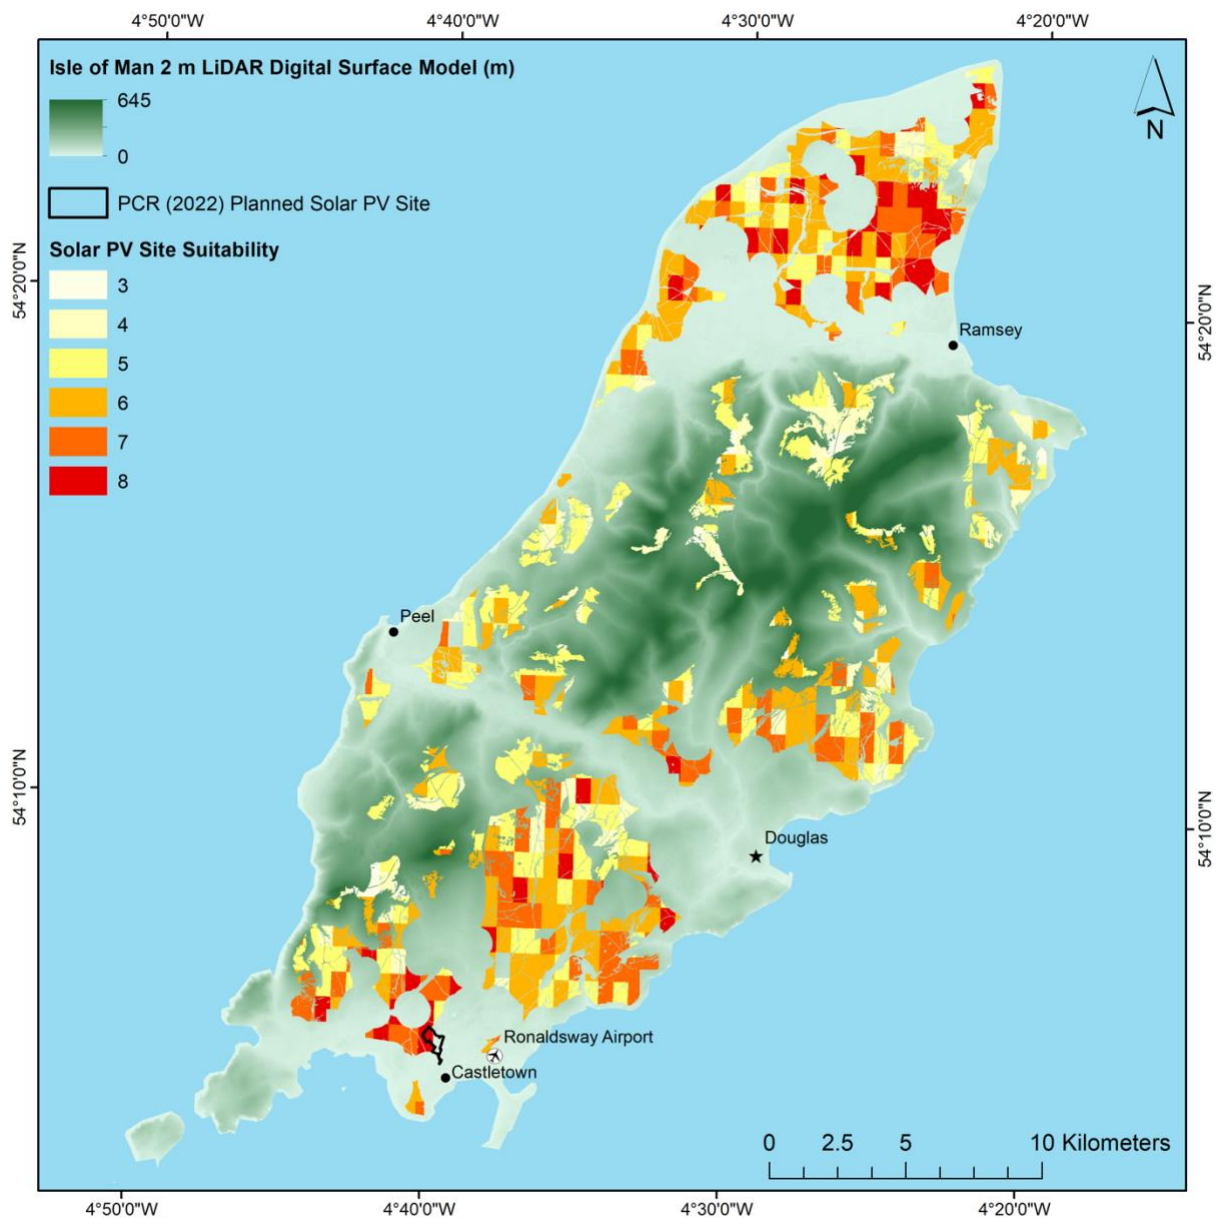 4°50'0"W 4°40'0"W 4°30'0"W 4°20'0"W
Isle of Man 2 m LiDAR Digital Surface Model (m)
645
0
PCR (2022) Planned Solar PV Site
Solar PV Site Suitability
3
4
5
6
7
8
N
54°20'0"N
54°20'0"N
Ramsey
Peel
54°10'0"N
54°10'0"N
Douglas
Ronaldsway Airport
Castletown
0 2.5 5 10 Kilometers
4°50'0"W 4°40'0"W 4°30'0"W 4°20'0"W